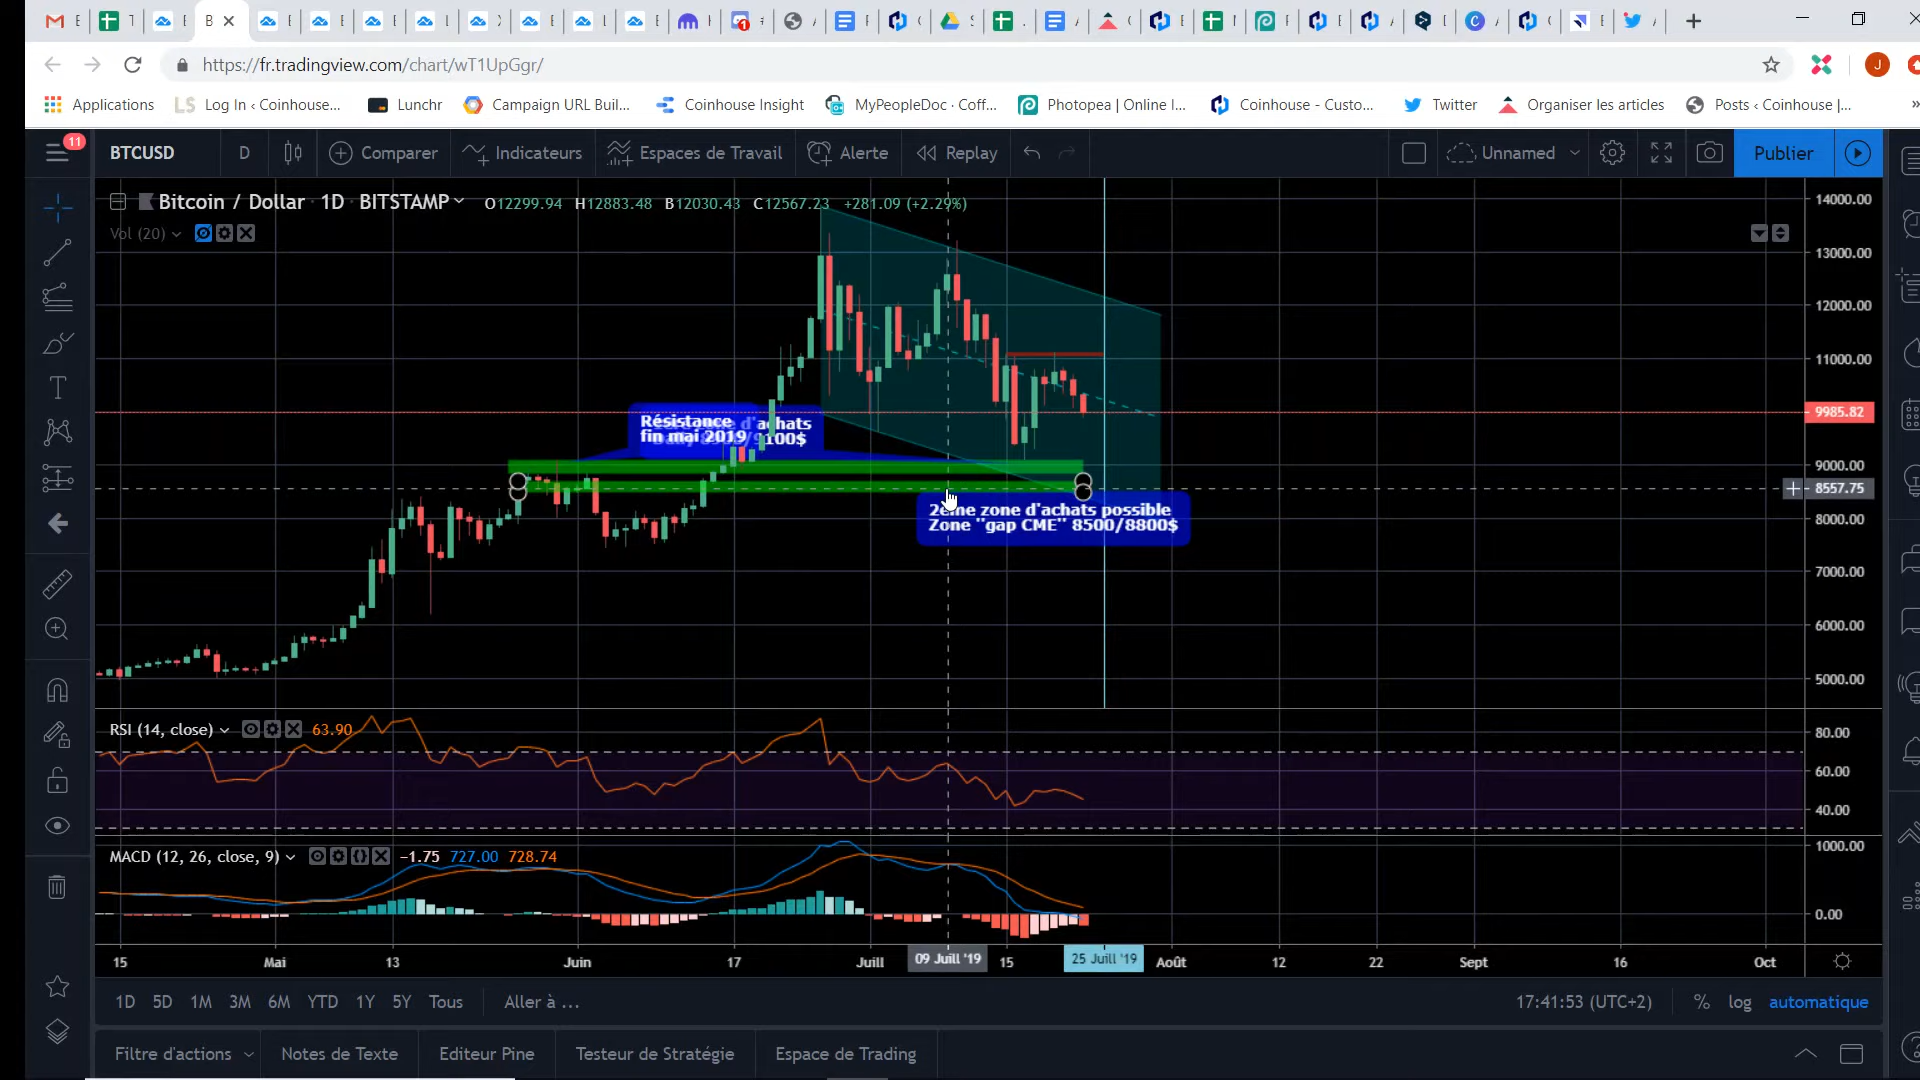 https://fr.tradingview.com/chart/wT1UpGgr/
Applications
Log In ‹ Coinhouse...
Lunchr
Campaign URL Buil...
Coinhouse Insight
MyPeopleDoc · Coff...
Photopea | Online I...
Coinhouse - Custo...
Twitter
Organiser les articles
Posts ‹ Coinhouse |...
11
BTCUSD
D
Comparer
Indicateurs
Espaces de Travail
Alerte
Replay
Unnamed
Publier
Bitcoin / Dollar · 1D · BITSTAMP
O12299.94 H12883.48 B12030.43 C12567.23 +281.09 (+2.29%)
Vol (20)
14000.00
13000.00
12000.00
11000.00
9985.82
9000.00
8557.75
8000.00
7000.00
6000.00
5000.00
Résistance
fin mai 2019
d'achats
9100$
2eme zone d'achats possible
Zone "gap CME" 8500/8800$
RSI (14, close)
63.90
80.00
60.00
40.00
MACD (12, 26, close, 9)
−1.75 727.00 728.74
1000.00
0.00
15 Mai 13 Juin 17 Juill 09 Juill '19 15 25 Juill '19 Août 12 22 Sept 16 Oct
1D 5D 1M 3M 6M YTD 1Y 5Y Tous
Aller à ...
17:41:53 (UTC+2)
% log automatique
Filtre d'actions
Notes de Texte
Editeur Pine
Testeur de Stratégie
Espace de Trading